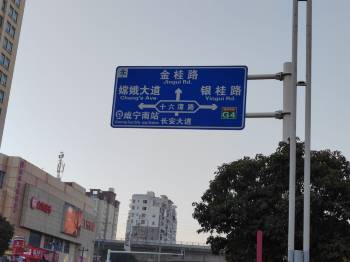 金桂路
Jingui Rd.
嫦娥大道
Chang'e Ave.
银桂路
Yingui Rd.
十六潭路
咸宁南站
长安大道
G4